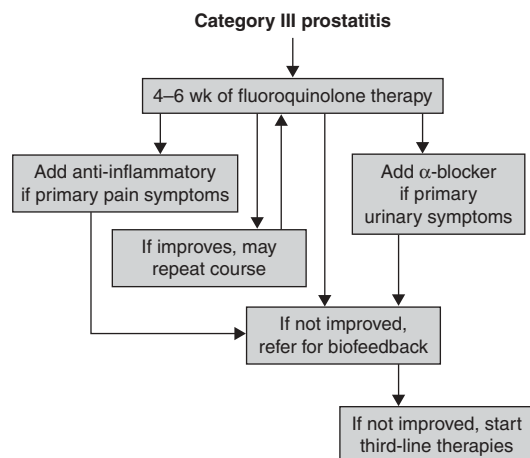 Category III prostatitis
4–6 wk of fluoroquinolone therapy
Add anti-inflammatory
if primary pain symptoms
Add α-blocker
if primary
urinary symptoms
If improves, may
repeat course
If not improved,
refer for biofeedback
If not improved, start
third-line therapies